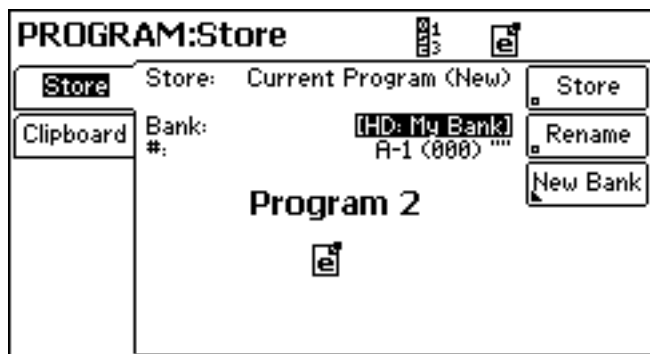 PROGRAM:Store
Store
Store: Current Program (New)
Store
Clipboard
Bank: [HD: My Bank]
Rename
#: A-1 (000) ""
New Bank
Program 2